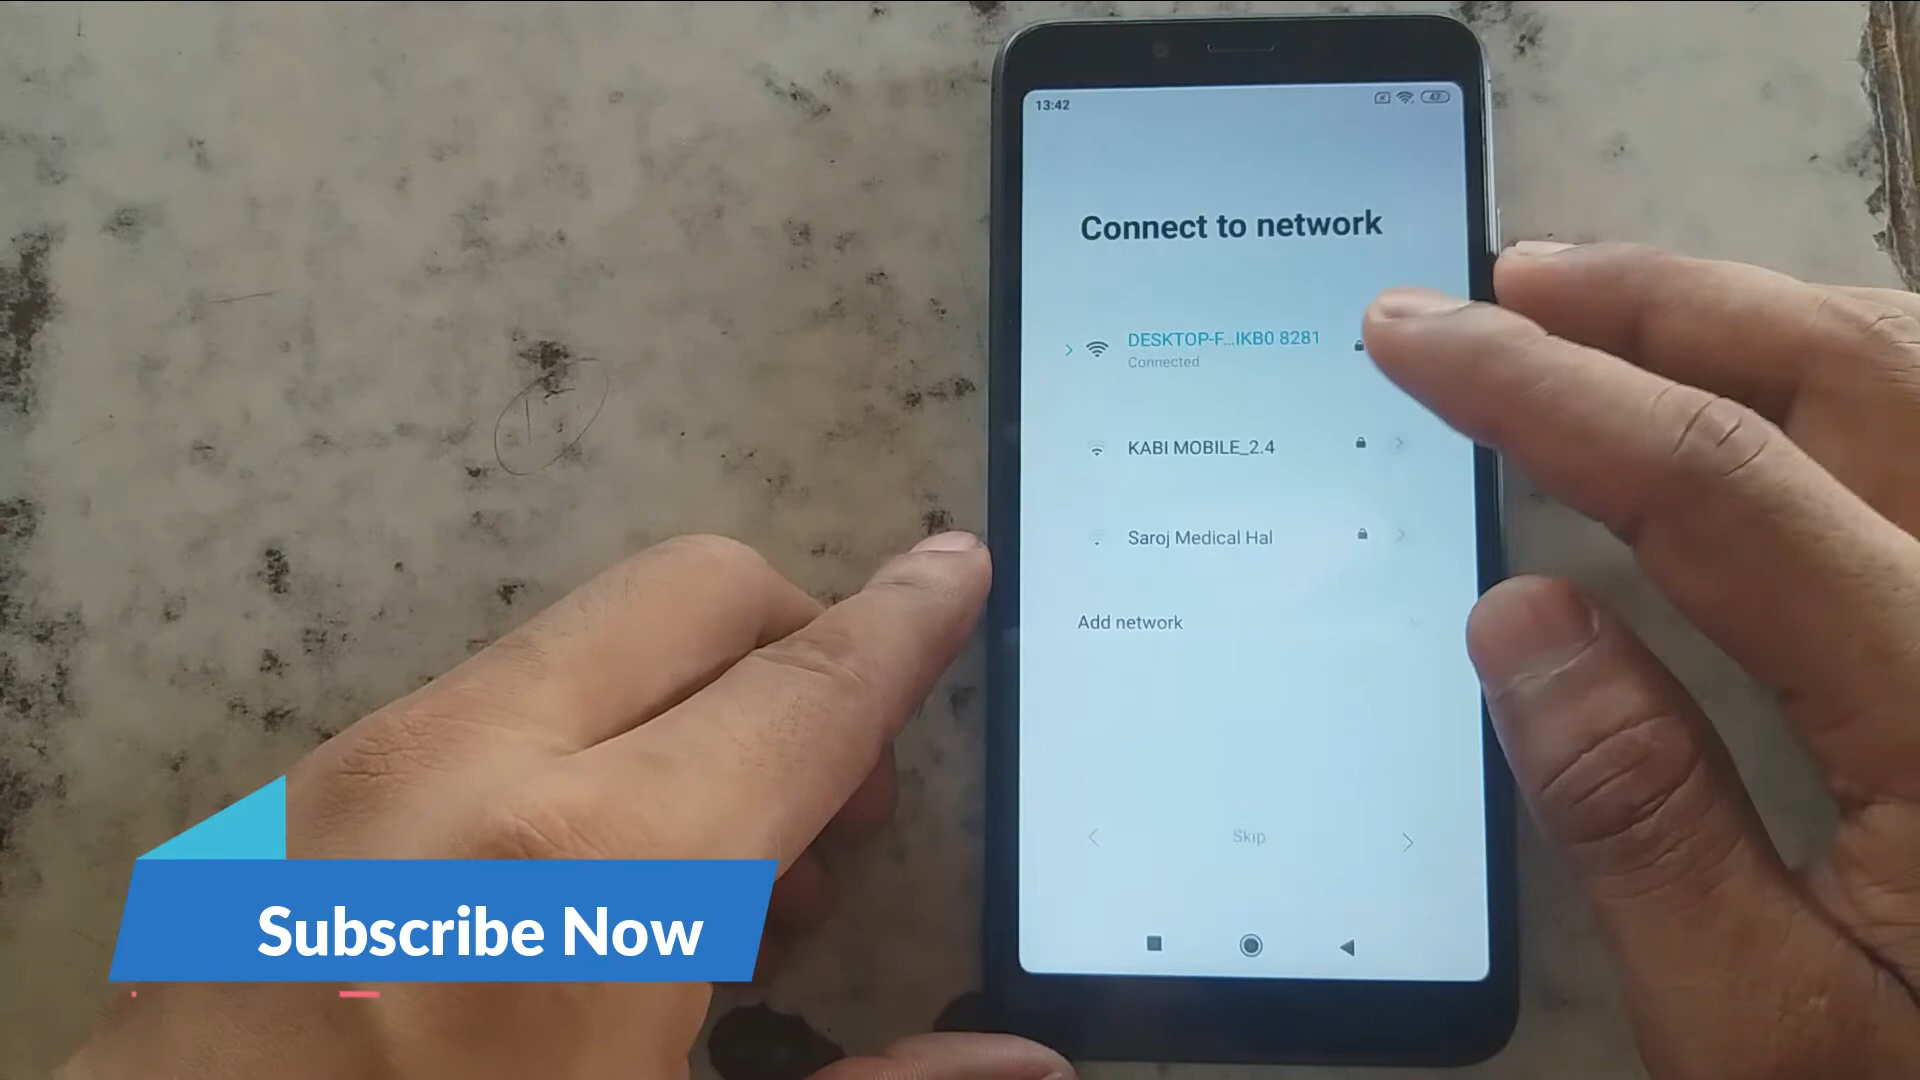 13:42
47
Connect to network
DESKTOP-F...IKB0 8281
Connected
KABI MOBILE_2.4
Saroj Medical Hal
Add network
Skip
Subscribe Now